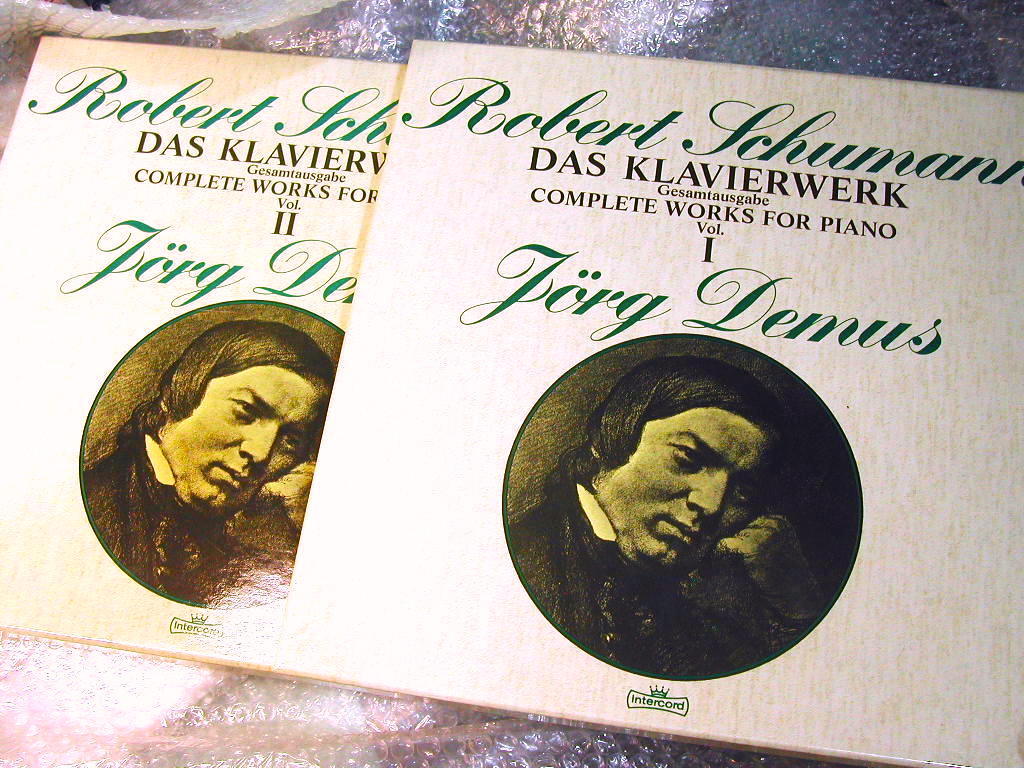 Robert Sch
DAS KLAVIERW
Gesamtausgabe
COMPLETE WORKS FOR
Vol.
II
Jörg De
Intercord
Robert Schumann
DAS KLAVIERWERK
Gesamtausgabe
COMPLETE WORKS FOR PIANO
Vol.
I
Jörg Demus
Intercord